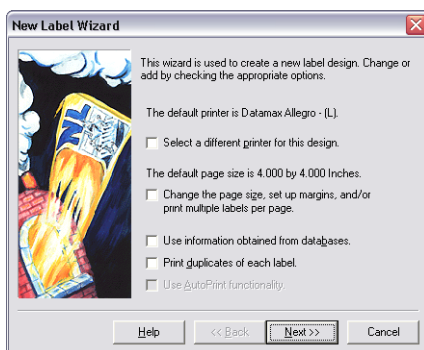 New Label Wizard
This wizard is used to create a new label design. Change or
add by checking the appropriate options.
The default printer is Datamax Allegro - (L).
Select a different printer for this design.
The default page size is 4.000 by 4.000 Inches.
Change the page size, set up margins, and/or
print multiple labels per page.
Use information obtained from databases.
Print duplicates of each label.
Use AutoPrint functionality.
Help
<< Back
Next >>
Cancel